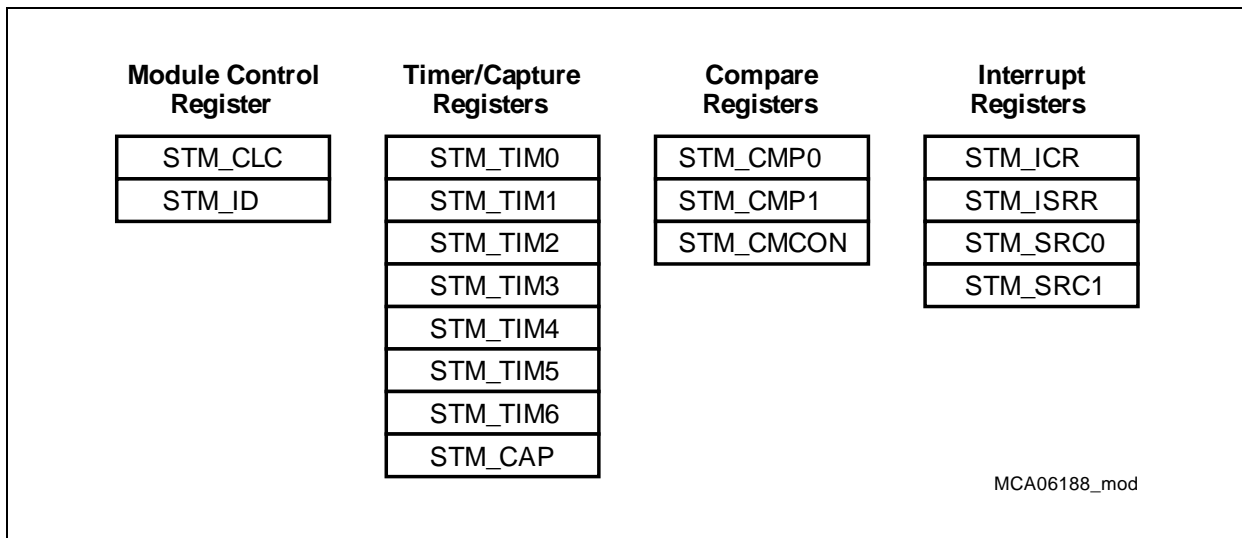 Module Control
Register
STM_CLC
STM_ID
Timer/Capture
Registers
STM_TIM0
STM_TIM1
STM_TIM2
STM_TIM3
STM_TIM4
STM_TIM5
STM_TIM6
STM_CAP
Compare
Registers
STM_CMP0
STM_CMP1
STM_CMCON
Interrupt
Registers
STM_ICR
STM_ISRR
STM_SRC0
STM_SRC1
MCA06188_mod